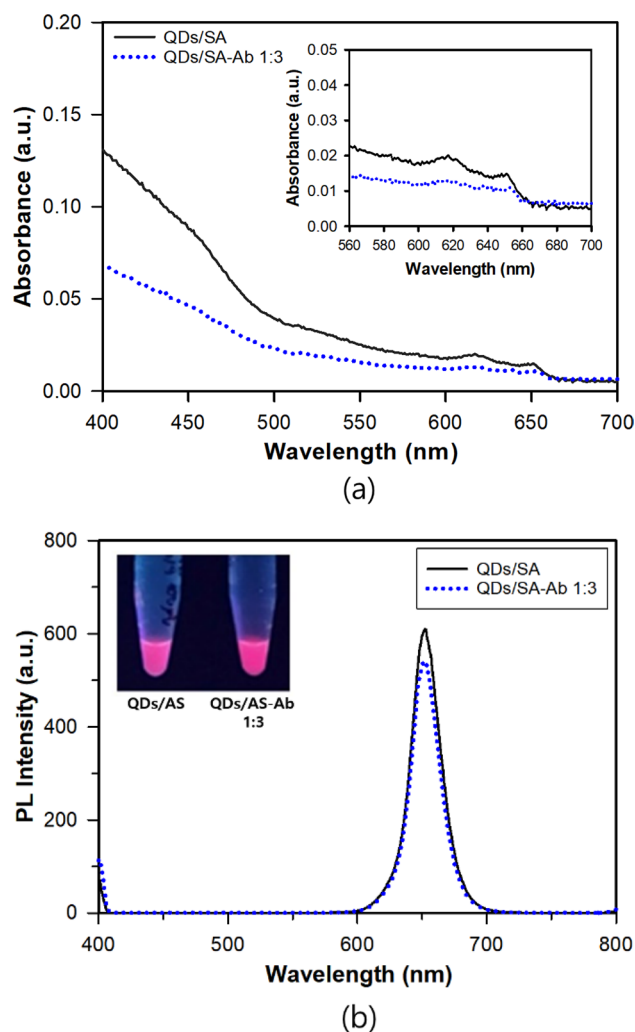 QDs/SA
QDs/SA-Ab 1:3
0.20
0.15
0.10
0.05
0.00
Absorbance (a.u.)
400 450 500 550 600 650 700
Wavelength (nm)
0.05
0.04
0.03
0.02
0.01
0.00
Absorbance (a.u.)
560 580 600 620 640 660 680 700
Wavelength (nm)
(a)
800
600
400
200
0
PL Intensity (a.u.)
QDs/AS QDs/AS-Ab
1:3
QDs/SA
QDs/SA-Ab 1:3
400 500 600 700 800
Wavelength (nm)
(b)